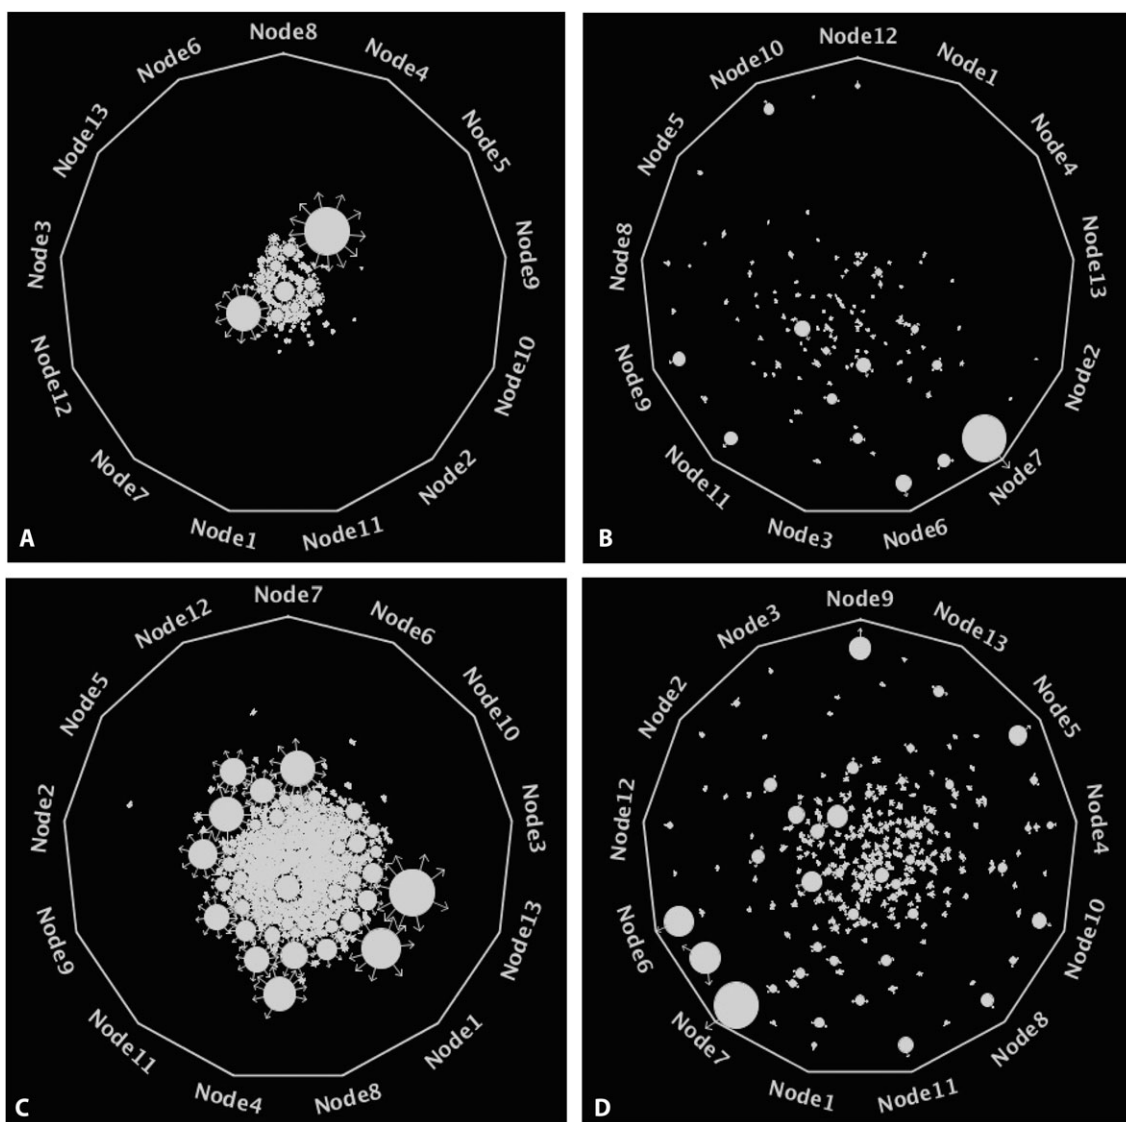 Node8
Node6
Node4
Node13
Node5
Node3
Node9
Node12
Node10
Node7
Node2
Node1
Node11
A
Node12
Node10
Node1
Node5
Node4
Node8
Node13
Node9
Node2
Node11
Node7
Node3
Node6
B
Node7
Node12
Node6
Node5
Node10
Node2
Node3
Node9
Node13
Node11
Node1
Node4
Node8
C
Node9
Node3
Node13
Node2
Node5
Node12
Node4
Node6
Node10
Node7
Node8
Node1
Node11
D